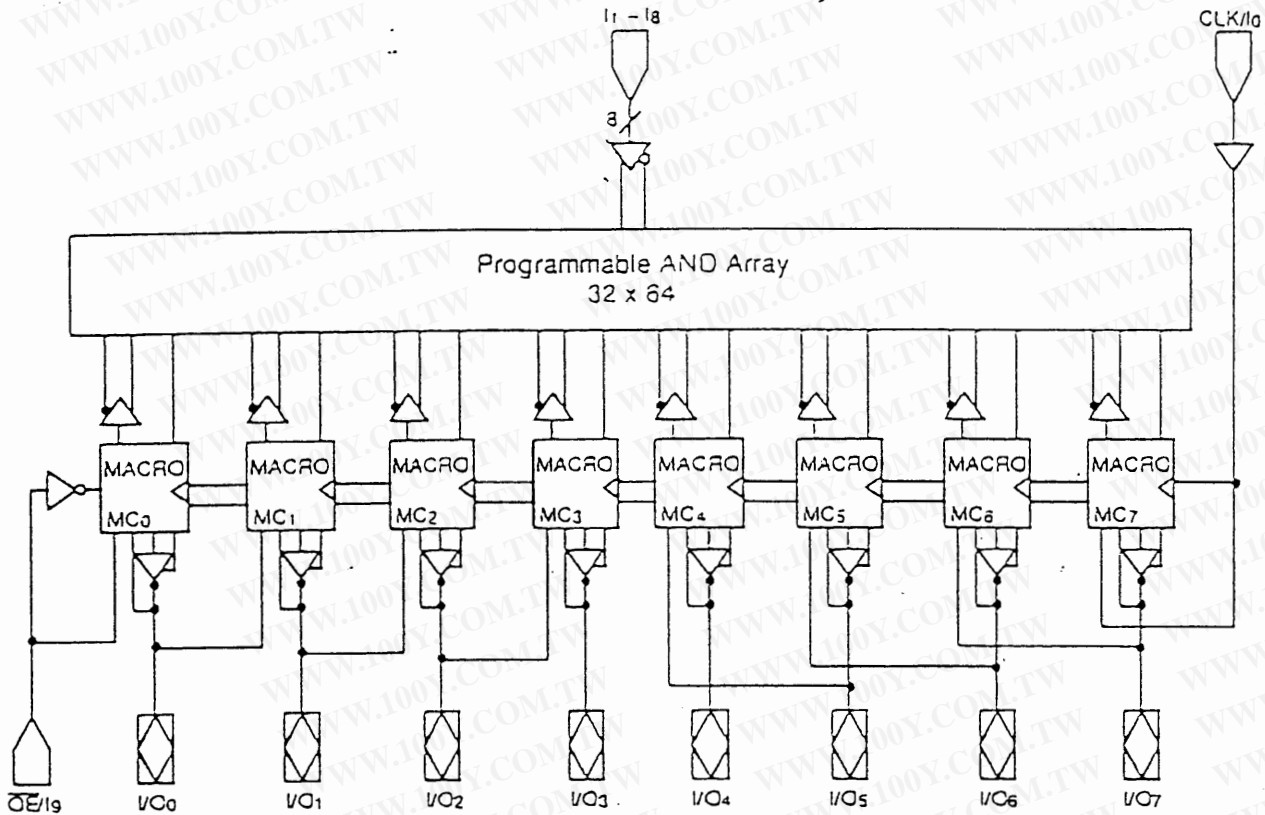 I1 – I8
CLK/I0
8
Programmable AND Array
32 x 64
MACRO
MC0
MACRO
MC1
MACRO
MC2
MACRO
MC3
MACRO
MC4
MACRO
MC5
MACRO
MC6
MACRO
MC7
OE/I9
I/O0
I/O1
I/O2
I/O3
I/O4
I/O5
I/O6
I/O7
WWW.100Y.COM.TW